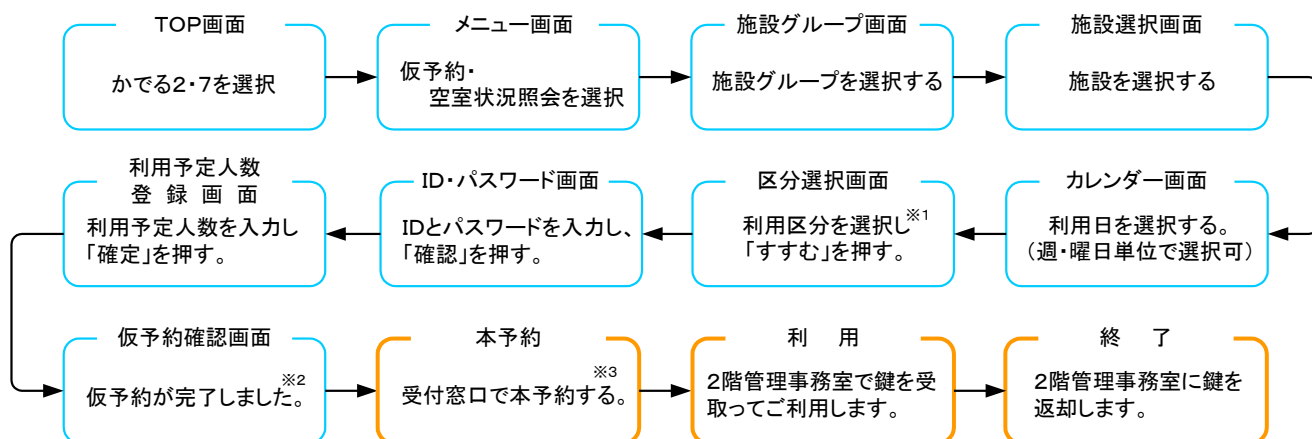 TOP画面
かでる2・7を選択
メニュー画面
仮予約・
空室状況照会を選択
施設グループ画面
施設グループを選択する
施設選択画面
施設を選択する
カレンダー画面
利用日を選択する。
(週・曜日単位で選択可)
区分選択画面
利用区分を選択し※1
「すすむ」を押す。
ID・パスワード画面
IDとパスワードを入力し、
「確認」を押す。
利用予定人数
登録画面
利用予定人数を入力し
「確定」を押す。
仮予約確認画面
仮予約が完了しました。※2
本予約
受付窓口で本予約する。※3
利用
2階管理事務室で鍵を受
取ってご利用します。
終了
2階管理事務室に鍵を
返却します。